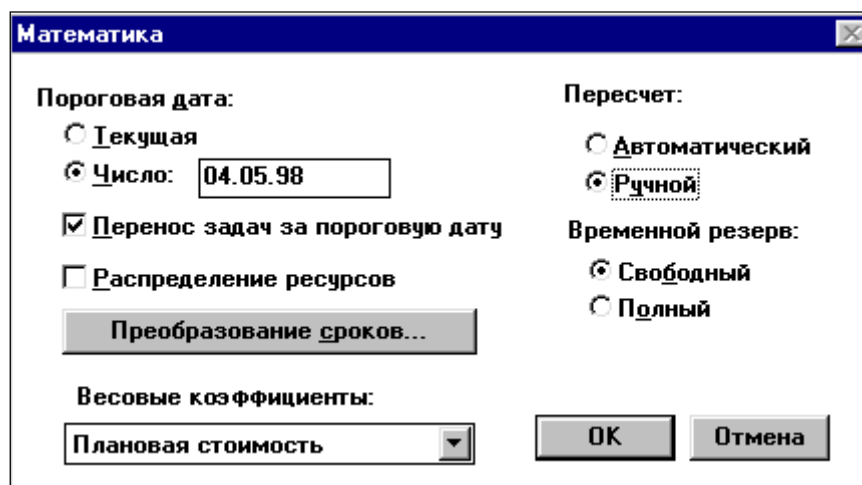 Математика
Пороговая дата:
Текущая
Число: 04.05.98
Перенос задач за пороговую дату
Распределение ресурсов
Преобразование сроков...
Весовые коэффициенты:
Плановая стоимость
Пересчет:
Автоматический
Ручной
Временной резерв:
Свободный
Полный
OK
Отмена